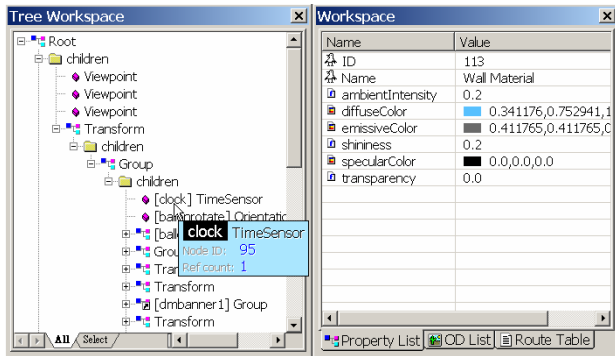 Tree Workspace
Root
children
Viewpoint
Viewpoint
Viewpoint
Transform
children
Group
children
[clock] TimeSensor
clock TimeSensor
Node ID: 95
Ref count: 1
Transform
[dmbanner1] Group
Transform
All Select
Workspace
Name Value
ID 113
Name Wall Material
ambientIntensity 0.2
diffuseColor 0.341176,0.752941,1
emissiveColor 0.411765,0.411765,0
shininess 0.2
specularColor 0.0,0.0,0.0
transparency 0.0
Property List OD List Route Table